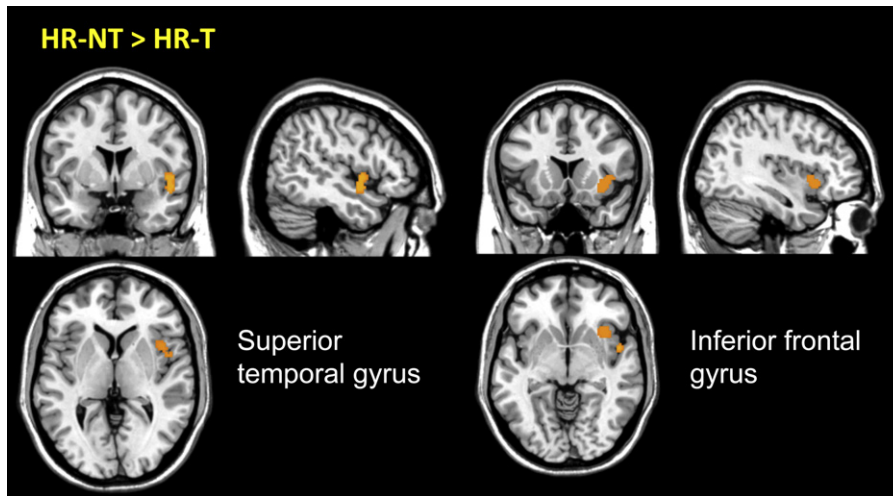 HR-NT > HR-T
Superior
temporal gyrus
Inferior frontal
gyrus